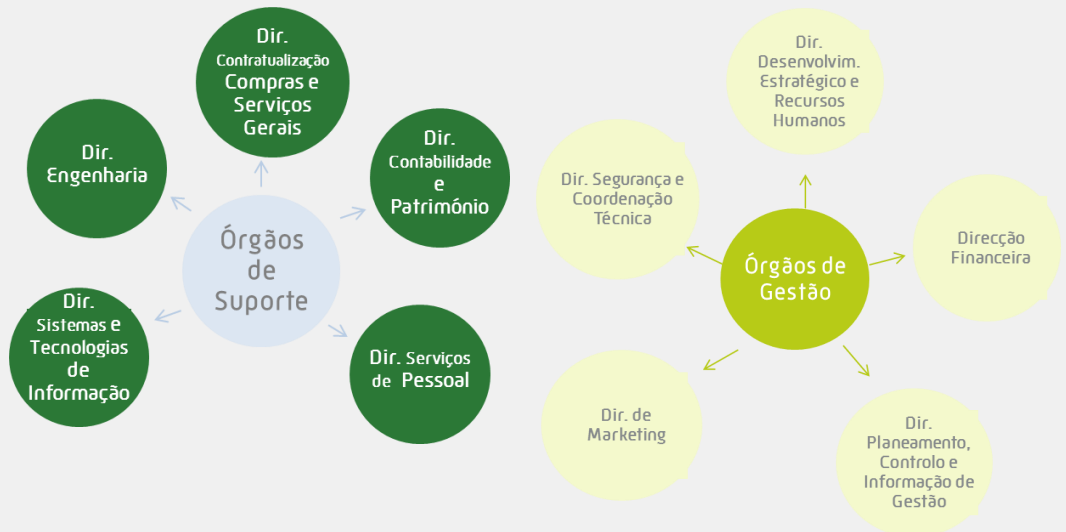 Dir.
Contratualização
Compras e
Serviços
Gerais
Dir.
Engenharia
Dir.
Contabilidade
e
Património
Órgãos
de
Suporte
Dir.
Sistemas e
Tecnologias
de
Informação
Dir. Serviços
de Pessoal
Dir.
Desenvolvim.
Estratégico e
Recursos
Humanos
Dir. Segurança e
Coordenação
Técnica
Órgãos de
Gestão
Direcção
Financeira
Dir. de
Marketing
Dir.
Planeamento,
Controlo e
Informação de
Gestão